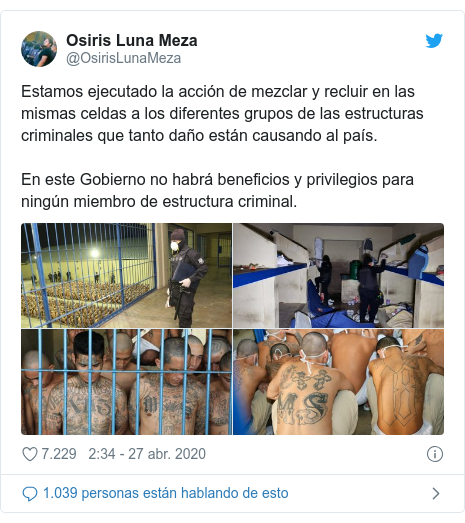 Osiris Luna Meza
@OsirisLunaMeza
Estamos ejecutado la acción de mezclar y recluir en las
mismas celdas a los diferentes grupos de las estructuras
criminales que tanto daño están causando al país.
En este Gobierno no habrá beneficios y privilegios para
ningún miembro de estructura criminal.
MS
7.229 2:34 - 27 abr. 2020
1.039 personas están hablando de esto